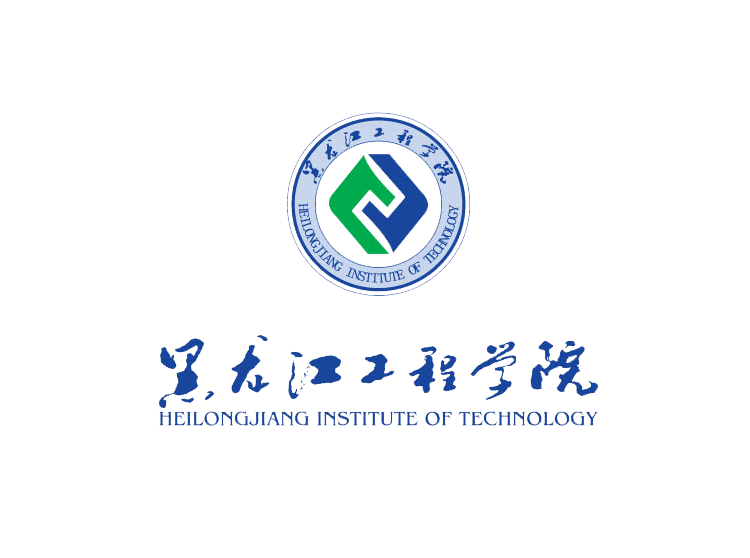 黑龙江工程学院
HEILONGJIANG INSTITUTE OF TECHNOLOGY
黑龙江工程学院
HEILONGJIANG INSTITUTE OF TECHNOLOGY